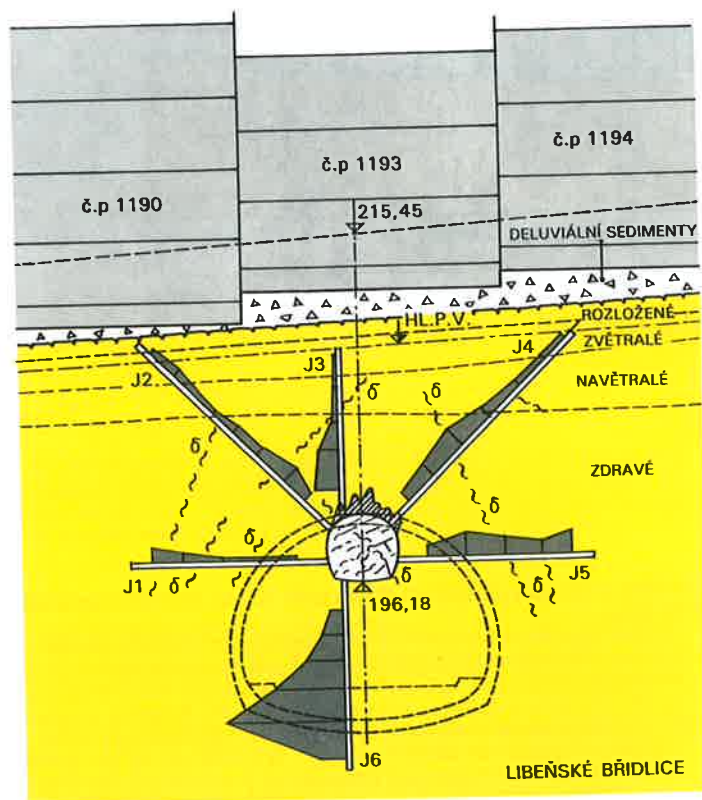 č.p 1194
č.p 1193
č.p 1190
215,45
DELUVIÁLNÍ SEDIMENTY
HL.P.V.
ROZLOŽENÉ
ZVĚTRALÉ
J2
J3
J4
NAVĚTRALÉ
δ
δ
δ
ZDRAVÉ
δ
δ
J1
δ
δ
δ
J5
196,18
J6
LIBEŇSKÉ BŘIDLICE